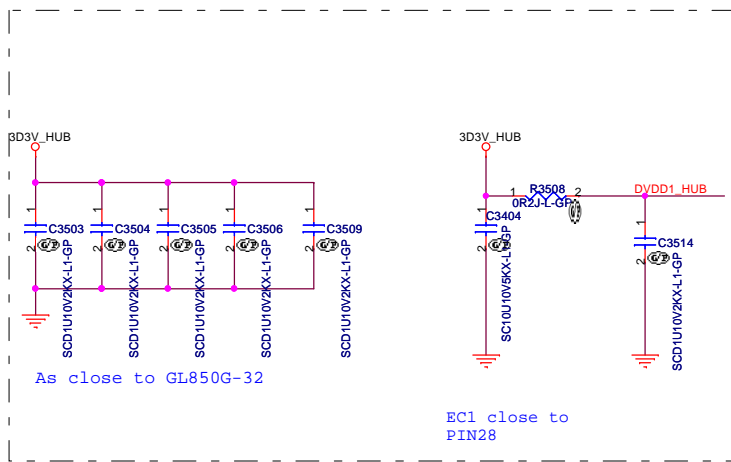 3D3V_HUB
1
1
1
1
1
C3503
C3504
C3505
C3506
C3509
2
2
2
2
2
SCD1U10V2KX-L1-GP
SCD1U10V2KX-L1-GP
SCD1U10V2KX-L1-GP
SCD1U10V2KX-L1-GP
SCD1U10V2KX-L1-GP
As close to GL850G-32
3D3V_HUB
1 R3508 2
0R2J-L-GP
DVDD1_HUB
1
C3404
2
SC10U10V5KX-L1-GP
1
C3514
2
SCD1U10V2KX-L1-GP
EC1 close to
PIN28